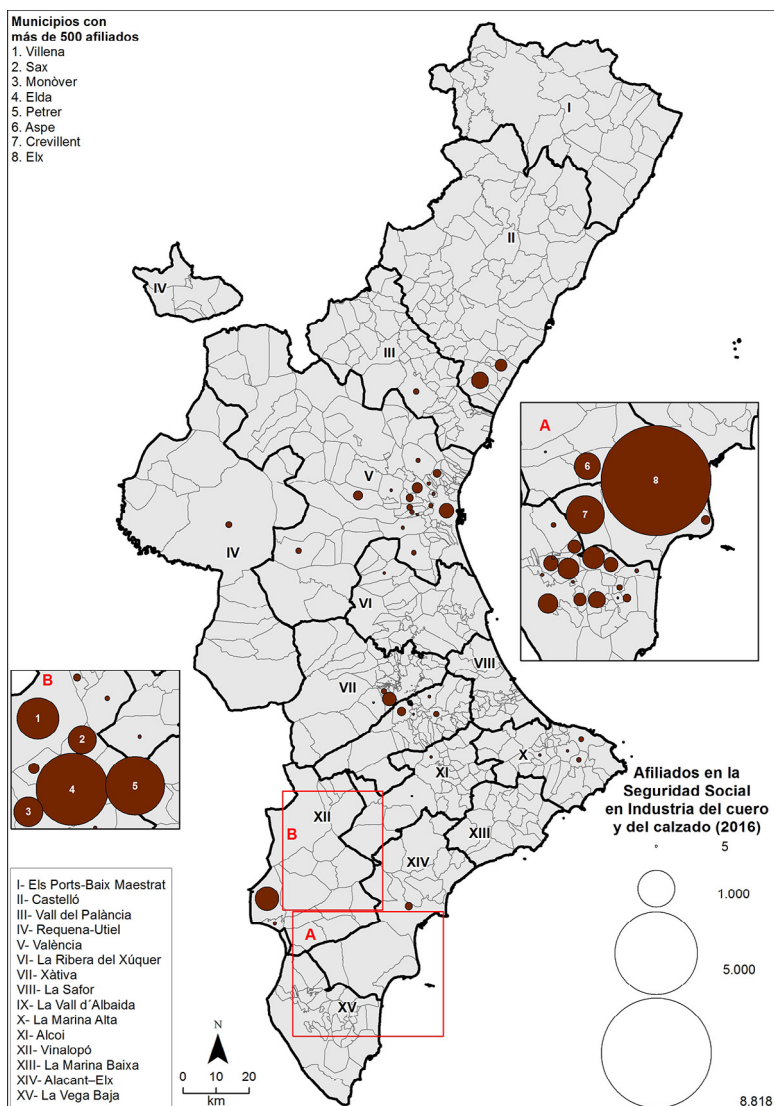 Municipios con
más de 500 afiliados
1. Villena
2. Sax
3. Monòver
4. Elda
5. Petrer
6. Aspe
7. Crevillent
8. Elx
I
II
IV
III
A
6
8
7
V
IV
VI
VIII
VII
B
1
2
4
5
3
X
XI
XII
B
XIII
XIV
A
XV
Afiliados en la
Seguridad Social
en Industria del cuero
y del calzado (2016)
5
1.000
5.000
8.818
I- Els Ports-Baix Maestrat
II- Castelló
III- Vall del Palància
IV- Requena-Utiel
V- València
VI- La Ribera del Xúquer
VII- Xàtiva
VIII- La Safor
IX- La Vall d´Albaida
X- La Marina Alta
XI- Alcoi
XII- Vinalopó
XIII- La Marina Baixa
XIV- Alacant–Elx
XV- La Vega Baja
N
0 10 20
km